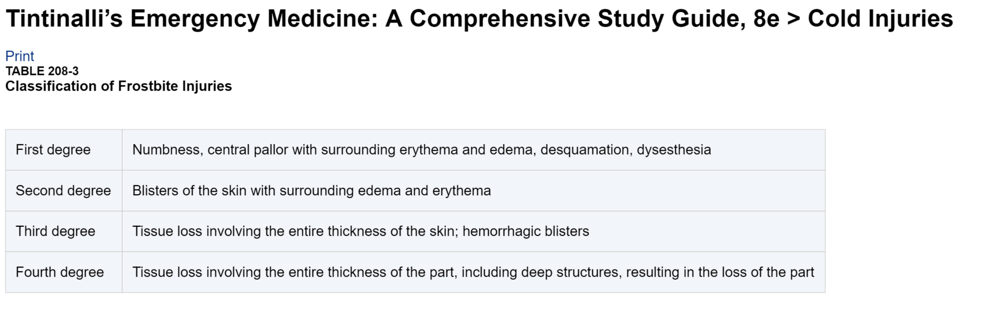 Tintinalli’s Emergency Medicine: A Comprehensive Study Guide, 8e > Cold Injuries
Print
TABLE 208-3
Classification of Frostbite Injuries
First degree Numbness, central pallor with surrounding erythema and edema, desquamation, dysesthesia
Second degree Blisters of the skin with surrounding edema and erythema
Third degree Tissue loss involving the entire thickness of the skin; hemorrhagic blisters
Fourth degree Tissue loss involving the entire thickness of the part, including deep structures, resulting in the loss of the part